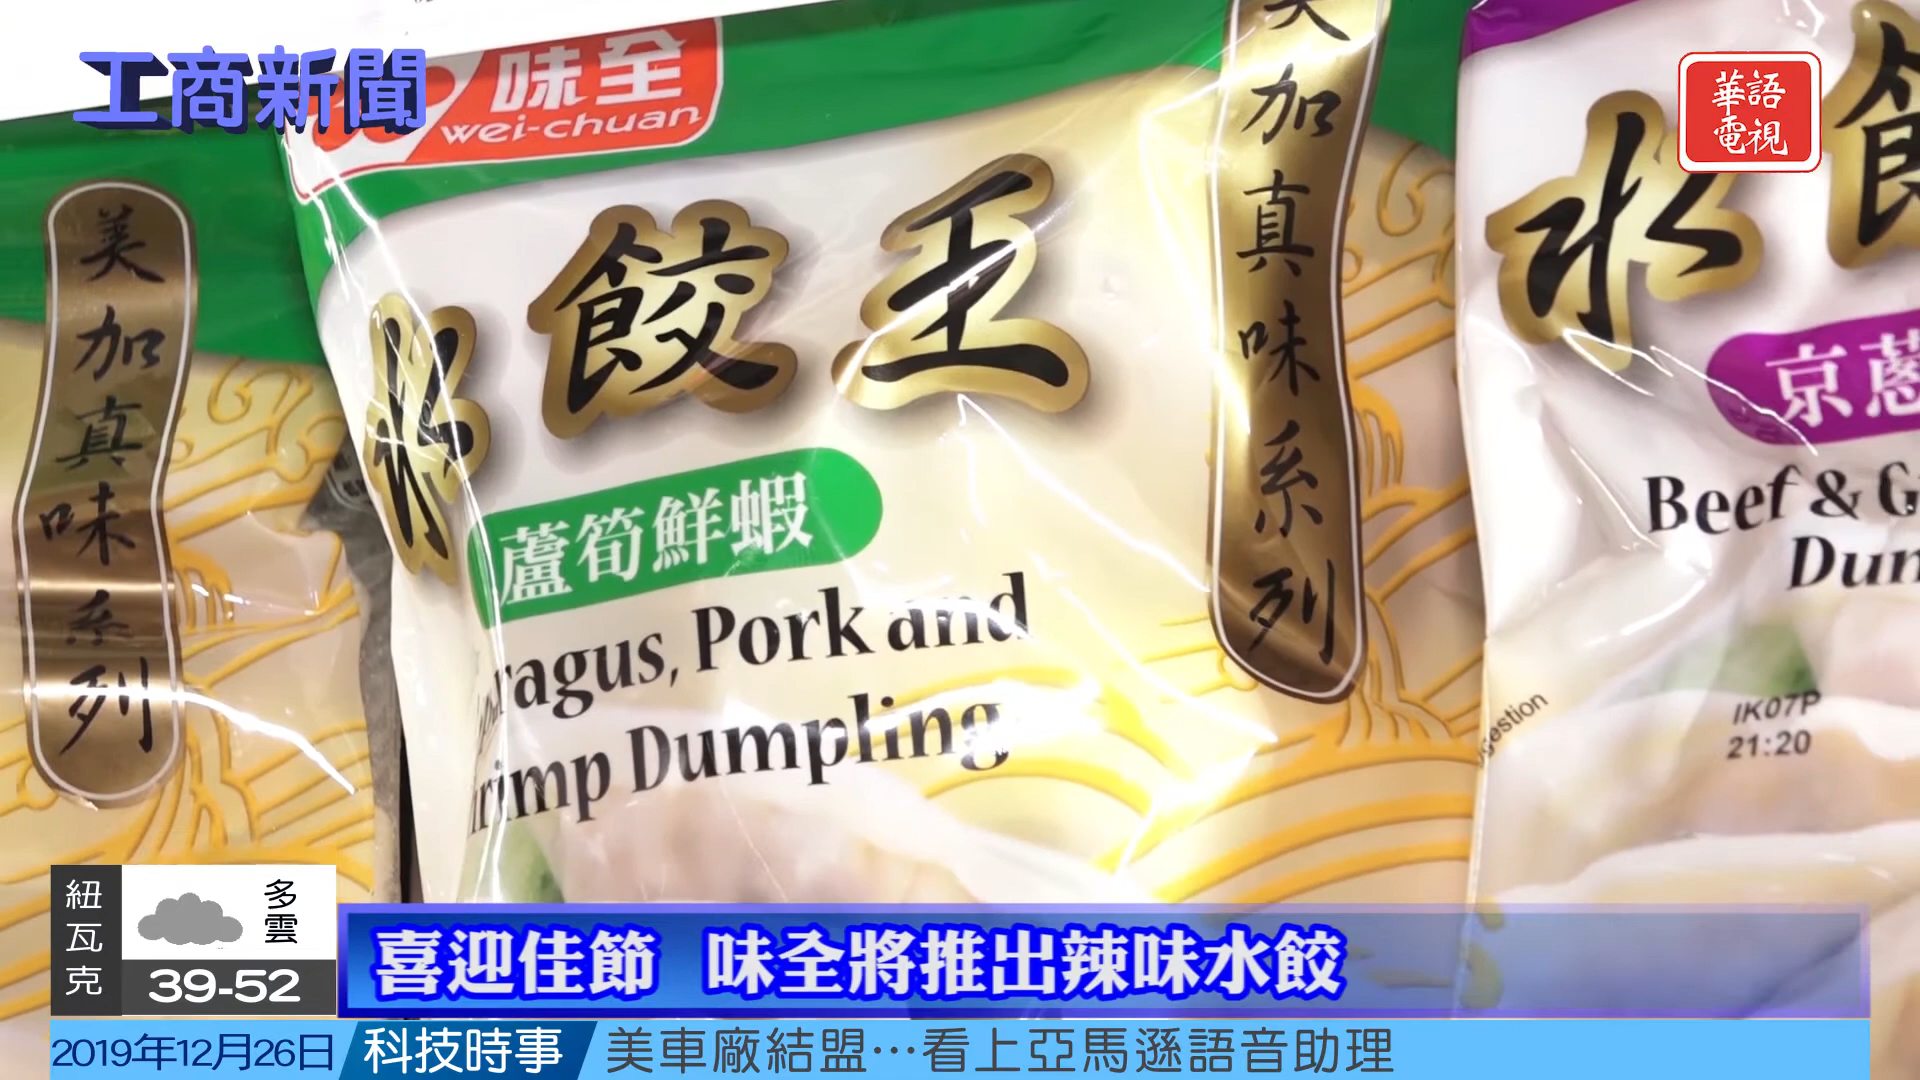 工商新聞
味全
wei-chuan
華語
電視
美加真味系列
水餃王
蘆筍鮮蝦
Pork and
Dumpling
加真味系列
水
京蔥
Beef & G
Dum
IK07P
21:20
紐瓦克
多雲
39-52
喜迎佳節 味全將推出辣味水餃
2019年12月26日
科技時事
美車廠結盟…看上亞馬遜語音助理